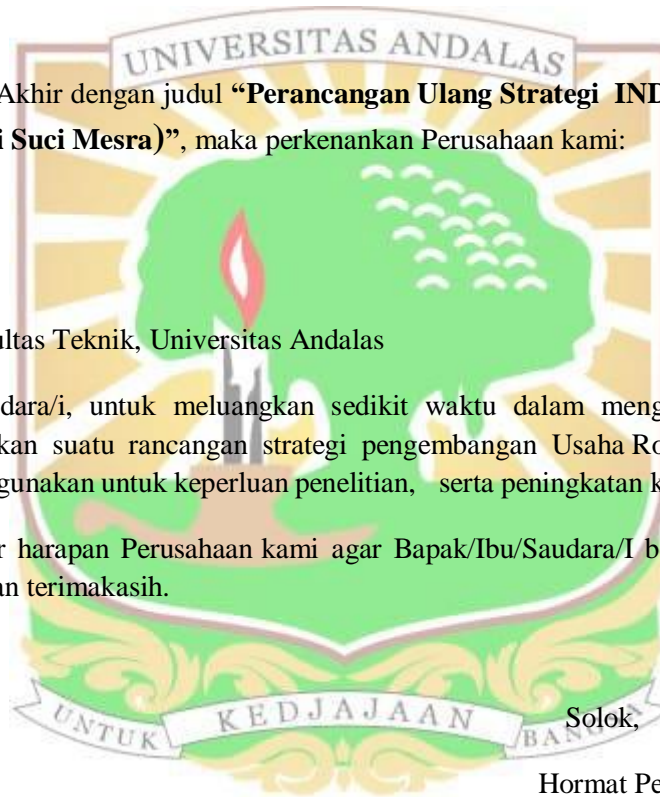 UNIVERSITAS ANDALAS
Akhir dengan judul “Perancangan Ulang Strategi IND
i Suci Mesra)”, maka perkenankan Perusahaan kami:
ultas Teknik, Universitas Andalas
dara/i, untuk meluangkan sedikit waktu dalam meng
kan suatu rancangan strategi pengembangan Usaha Ro
gunakan untuk keperluan penelitian, serta peningkatan k
r harapan Perusahaan kami agar Bapak/Ibu/Saudara/I b
an terimakasih.
UNTUK KEDJAJAAN BANGSA
Solok,
Hormat Pe